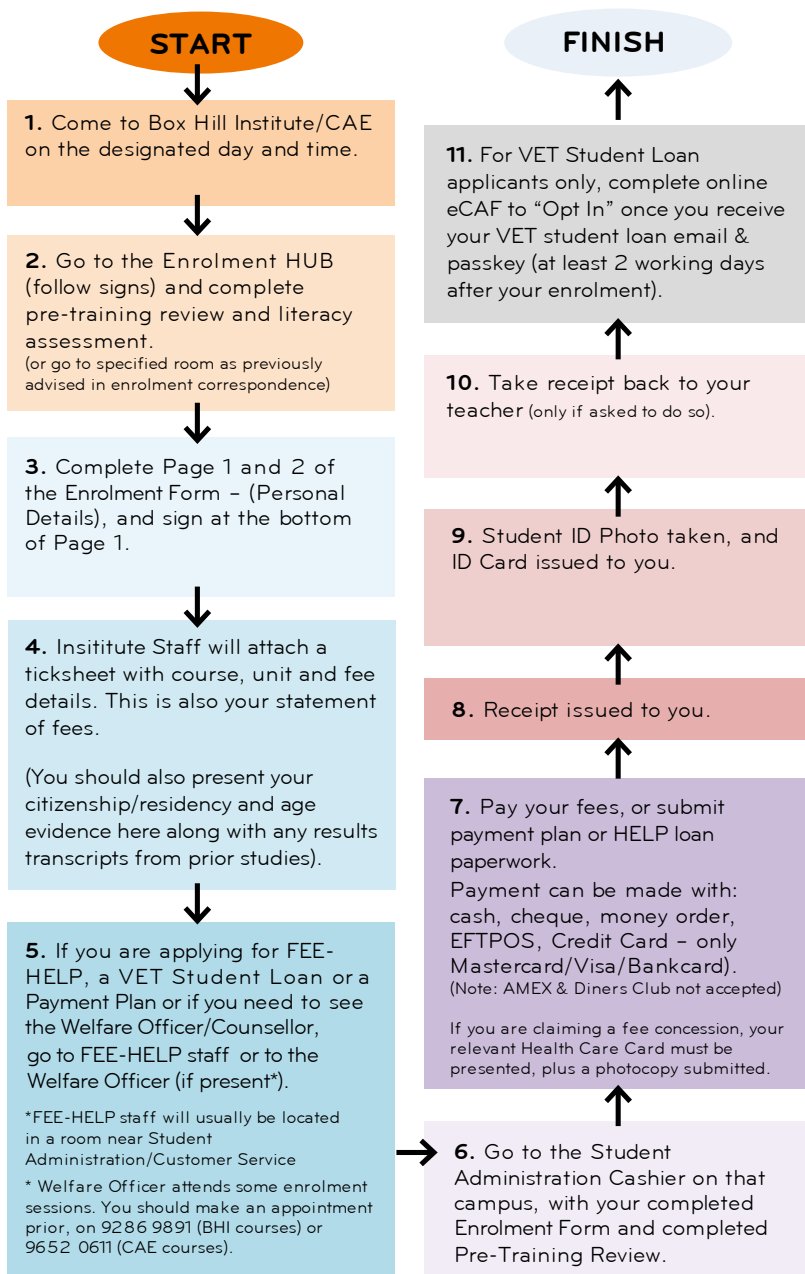 START
1. Come to Box Hill Institute/CAE
on the designated day and time.
2. Go to the Enrolment HUB
(follow signs) and complete
pre-training review and literacy
assessment.
(or go to specified room as previously
advised in enrolment correspondence)
3. Complete Page 1 and 2 of
the Enrolment Form – (Personal
Details), and sign at the bottom
of Page 1.
4. Insititute Staff will attach a
ticksheet with course, unit and fee
details. This is also your statement
of fees.
(You should also present your
citizenship/residency and age
evidence here along with any results
transcripts from prior studies).
5. If you are applying for FEE-
HELP, a VET Student Loan or a
Payment Plan or if you need to see
the Welfare Officer/Counsellor,
go to FEE-HELP staff or to the
Welfare Officer (if present*).
*FEE-HELP staff will usually be located
in a room near Student
Administration/Customer Service
* Welfare Officer attends some enrolment
sessions. You should make an appointment
prior, on 9286 9891 (BHI courses) or
9652 0611 (CAE courses).
6. Go to the Student
Administration Cashier on that
campus, with your completed
Enrolment Form and completed
Pre-Training Review.
7. Pay your fees, or submit
payment plan or HELP loan
paperwork.
Payment can be made with:
cash, cheque, money order,
EFTPOS, Credit Card – only
Mastercard/Visa/Bankcard).
(Note: AMEX & Diners Club not accepted)
If you are claiming a fee concession, your
relevant Health Care Card must be
presented, plus a photocopy submitted.
8. Receipt issued to you.
9. Student ID Photo taken, and
ID Card issued to you.
10. Take receipt back to your
teacher (only if asked to do so).
11. For VET Student Loan
applicants only, complete online
eCAF to “Opt In” once you receive
your VET student loan email &
passkey (at least 2 working days
after your enrolment).
FINISH